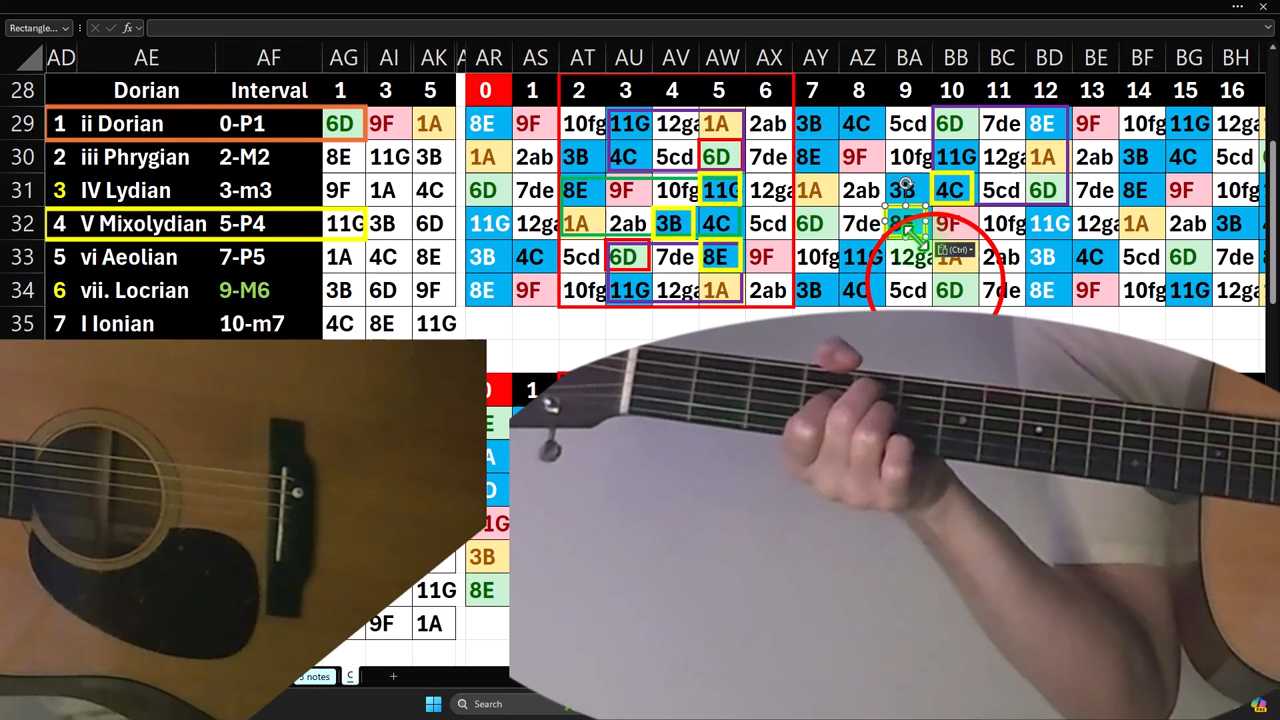 Rectangle... fx
AD AE AF AG AI AK AR AS AT AU AV AW AX AY AZ BA BB BC BD BE BF BG BH
28 Dorian Interval 1 3 5 0 1 2 3 4 5 6 7 8 9 10 11 12 13 14 15 16
29 1 ii Dorian 0-P1 6D 9F 1A 8E 9F 10fg 11G 12ga 1A 2ab 3B 4C 5cd 6D 7de 8E 9F 10fg 11G 12ga
30 2 iii Phrygian 2-M2 8E 11G 3B 1A 2ab 3B 4C 5cd 6D 7de 8E 9F 10fg 11G 12ga 1A 2ab 3B 4C 5cd
31 3 IV Lydian 3-m3 9F 1A 4C 6D 7de 8E 9F 10fg 11G 12ga 1A 2ab 3B 4C 5cd 6D 7de 8E 9F 10fg
32 4 V Mixolydian 5-P4 11G 3B 6D 11G 12ga 1A 2ab 3B 4C 5cd 6D 7de 8E 9F 10fg 11G 12ga 1A 2ab 3B
33 5 vi Aeolian 7-P5 1A 4C 8E 3B 4C 5cd 6D 7de 8E 9F 10fg 11G 12ga 1A 2ab 3B 4C 5cd 6D 7de
34 6 vii. Locrian 9-M6 3B 6D 9F 8E 9F 10fg 11G 12ga 1A 2ab 3B 4C 5cd 6D 7de 8E 9F 10fg 11G 12ga
35 7 I Ionian 10-m7 4C 8E 11G
(Ctrl)
1
E
A
D
1G
3B
11G 8E
9F 1A
5 notes C +
Search